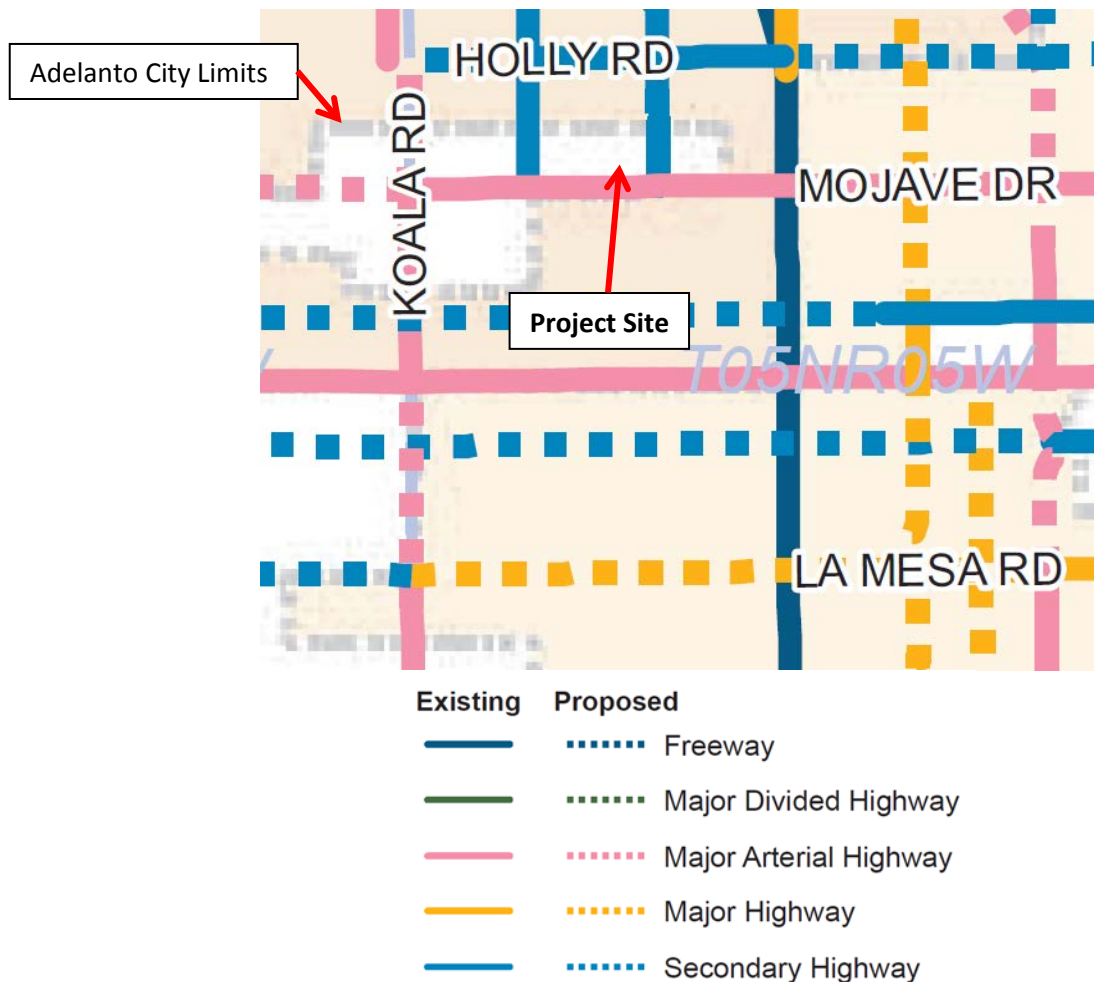 Adelanto City Limits
HOLLY RD
KOALA RD
MOJAVE DR
Project Site
T05NR05W
LA MESA RD
Existing Proposed
Freeway
Major Divided Highway
Major Arterial Highway
Major Highway
Secondary Highway